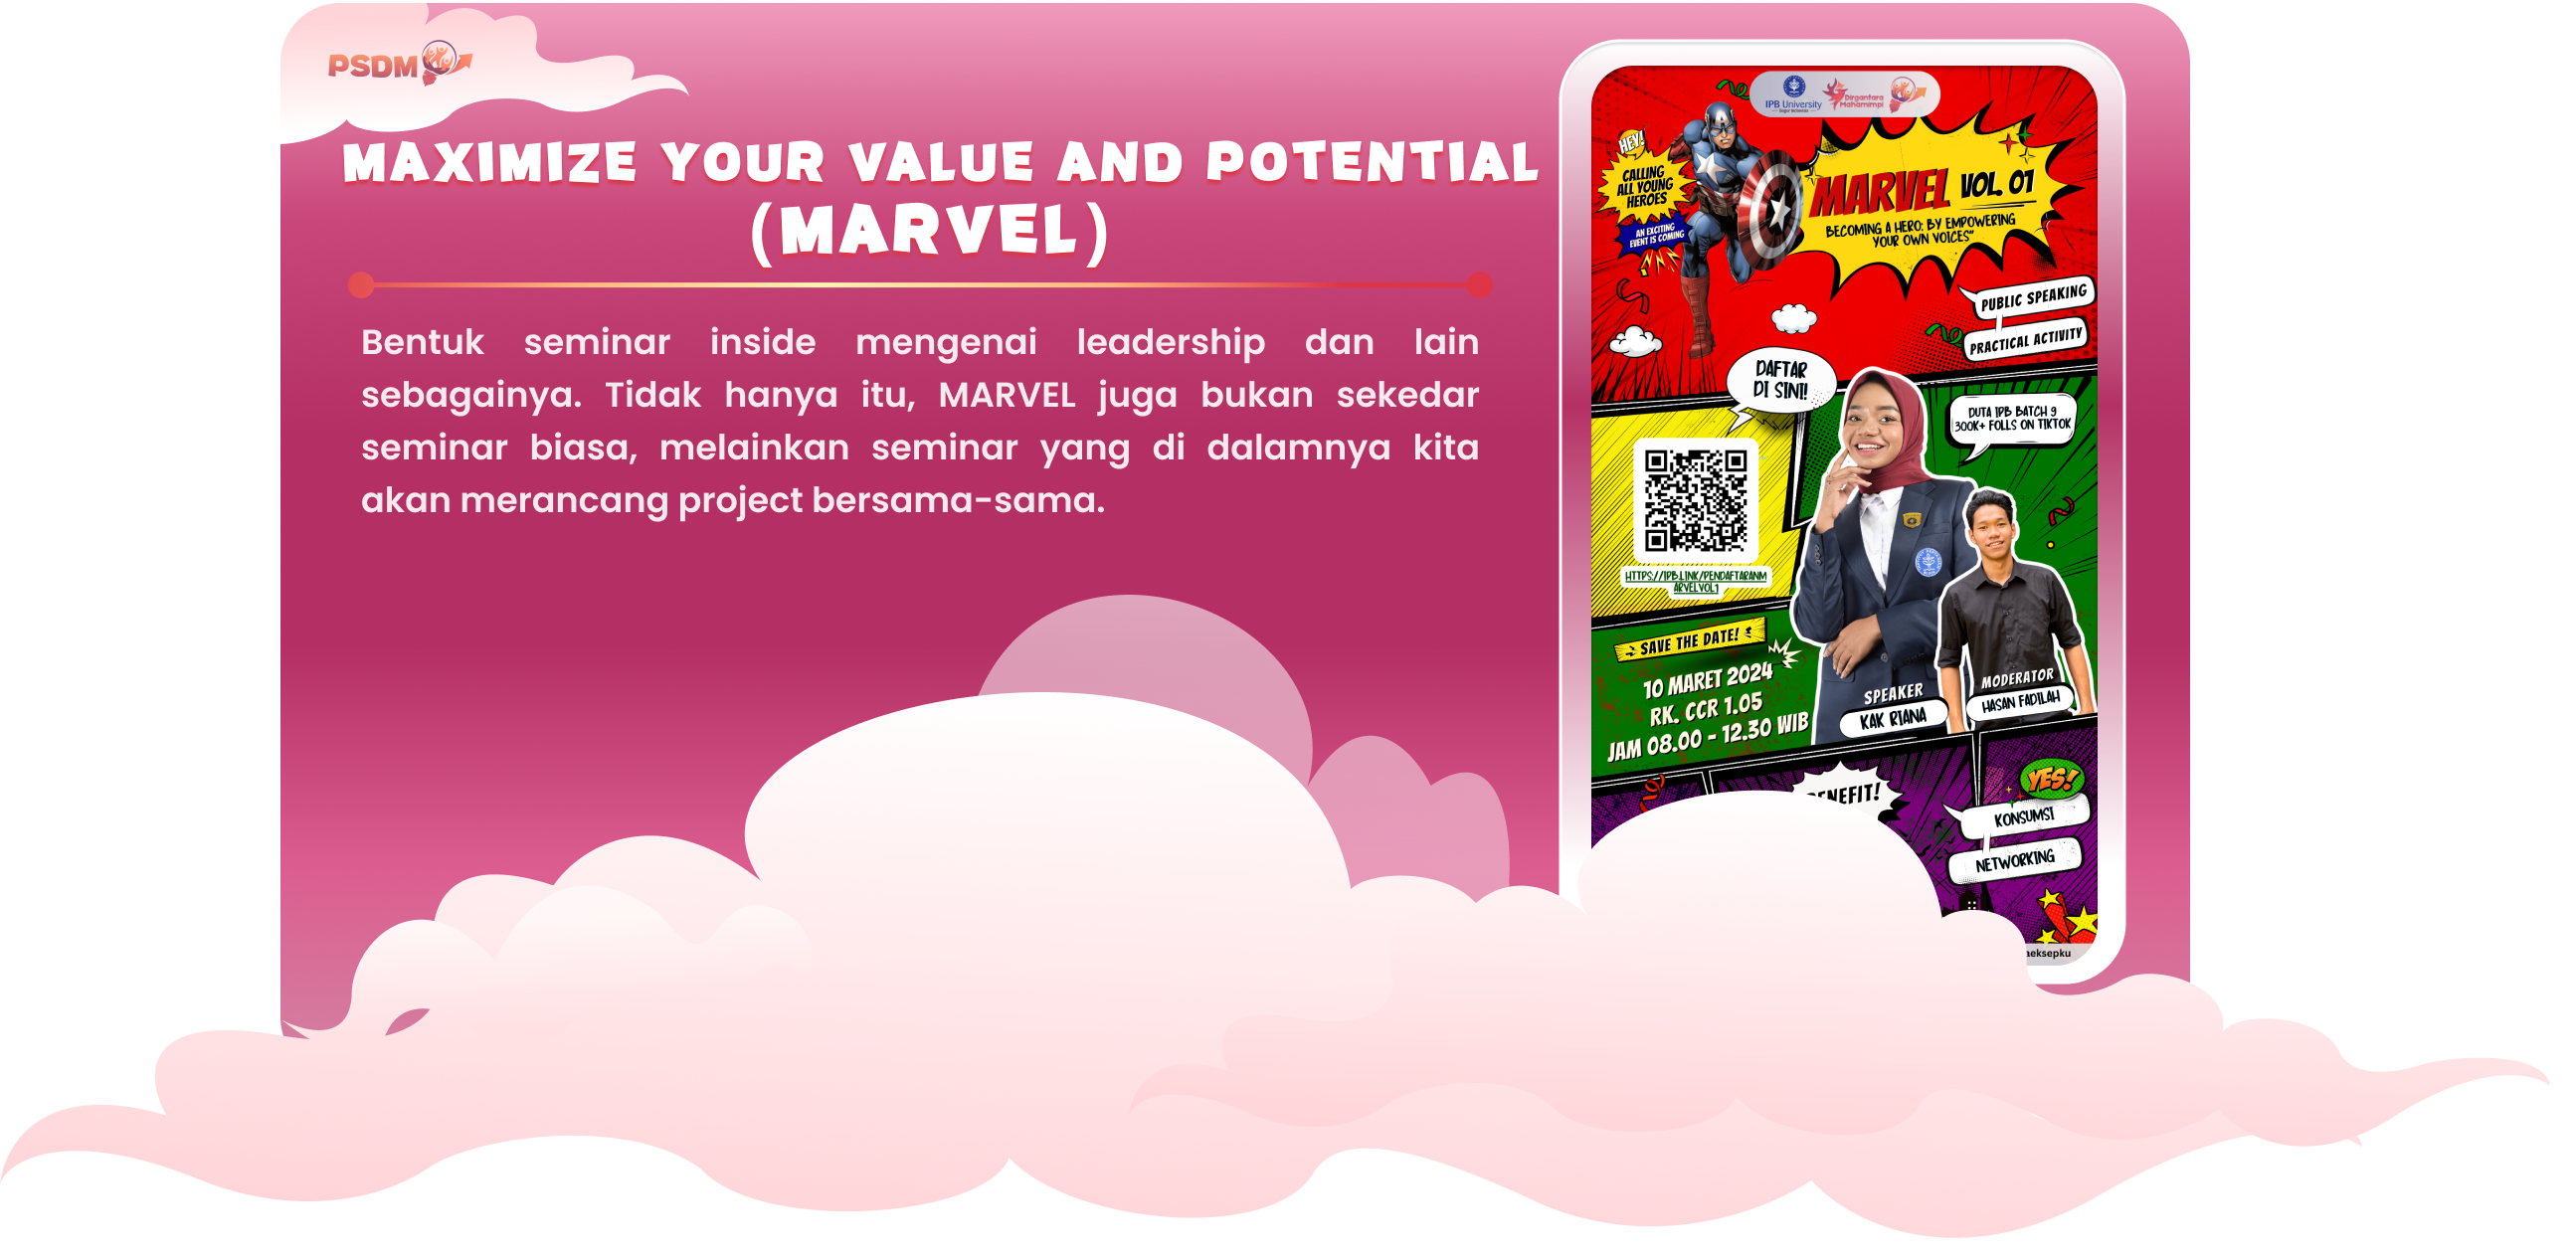 PSDM
MAXIMIZE YOUR VALUE AND POTENTIAL
(MARVEL)
Bentuk seminar inside mengenai leadership dan lain
sebagainya. Tidak hanya itu, MARVEL juga bukan sekedar
seminar biasa, melainkan seminar yang di dalamnya kita
akan merancang project bersama-sama.
IPB University
Dirgantara
Mahamimpi
HEY!
CALLING
ALL YOUNG
HEROES
AN EXCITING
EVENT IS COMING
MARVEL VOL. 01
BECOMING A HERO: BY EMPOWERING
YOUR OWN VOICES"
PUBLIC SPEAKING
PRACTICAL ACTIVITY
DAFTAR
DI SINI!
DUTA IPB BATCH 9
300K+ FOLLS ON TIKTOK
HTTPS://IPB.LINK/PENDAFTARANM
ARVELVOL1
SAVE THE DATE!
10 MARET 2024
RK. CCR 1.05
JAM 08.00 - 12.30 WIB
SPEAKER
KAK RIANA
MODERATOR
HASAN FADILAH
ENEFIT!
YES!
KONSUMSI
NETWORKING
aeksepku